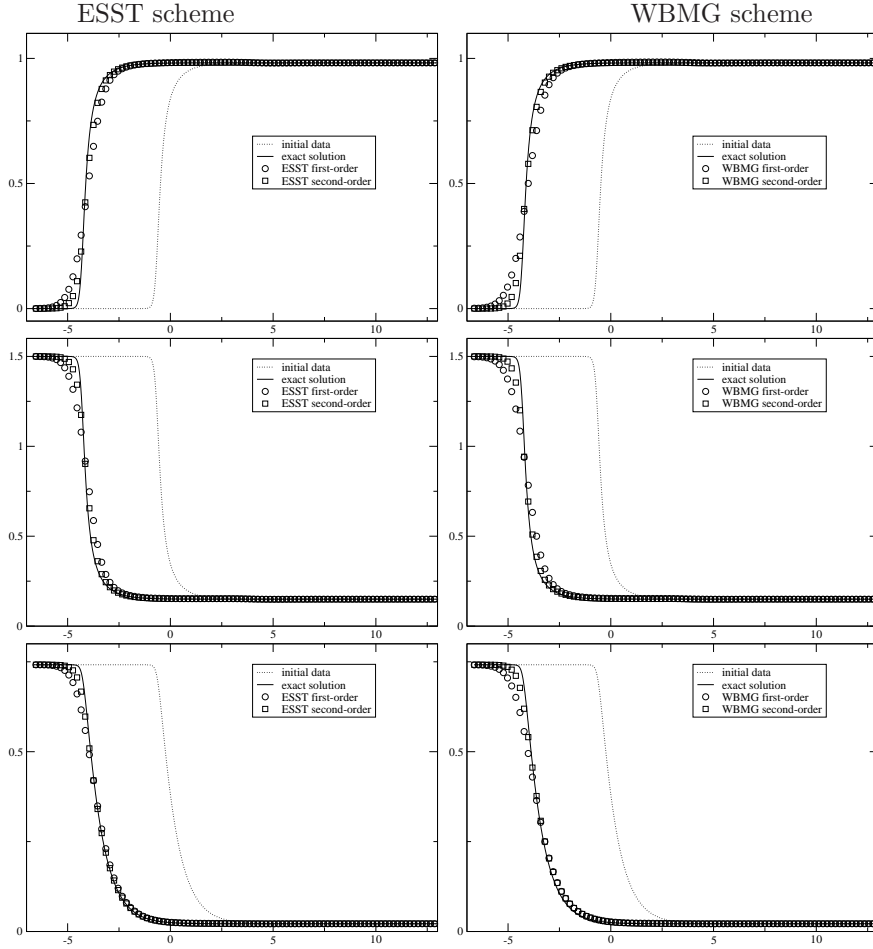 ESST scheme
WBMG scheme
1
0.5
0
-5
0
5
10
initial data
exact solution
ESST first-order
ESST second-order
1
0.5
0
-5
0
5
10
initial data
exact solution
WBMG first-order
WBMG second-order
1.5
1
0.5
0
-5
0
5
10
initial data
exact solution
ESST first-order
ESST second-order
1.5
1
0.5
0
-5
0
5
10
initial data
exact solution
WBMG first-order
WBMG second-order
0.5
0
-5
0
5
10
initial data
exact solution
ESST first-order
ESST second-order
0.5
0
-5
0
5
10
initial data
exact solution
WBMG first-order
WBMG second-order